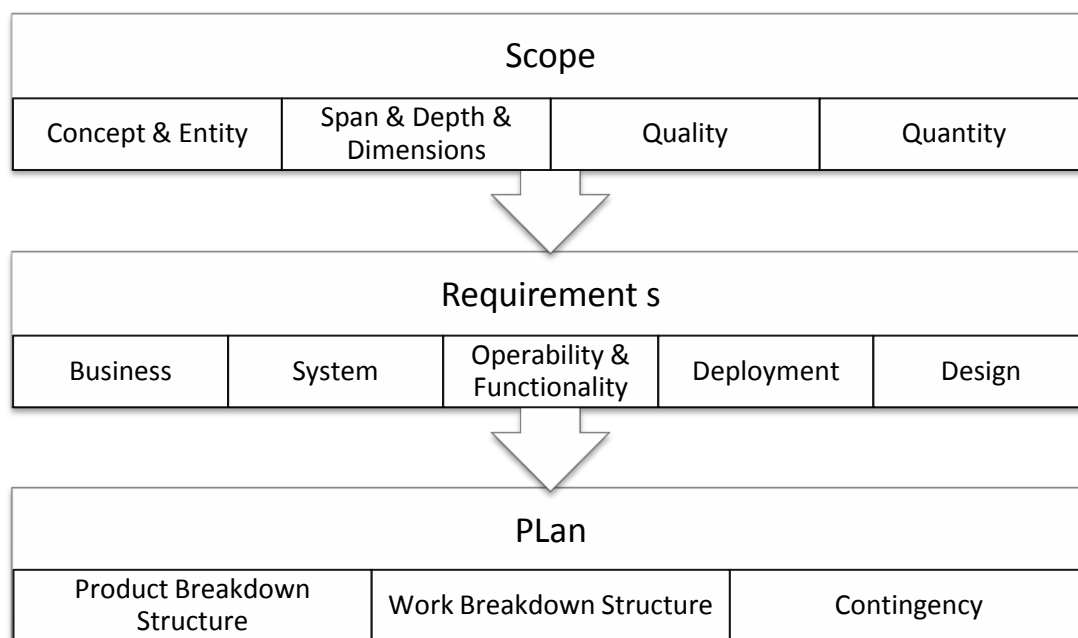 Scope
Concept & Entity
Span & Depth &
Dimensions
Quality
Quantity
Requirement s
Business
System
Operability &
Functionality
Deployment
Design
PLan
Product Breakdown
Structure
Work Breakdown Structure
Contingency